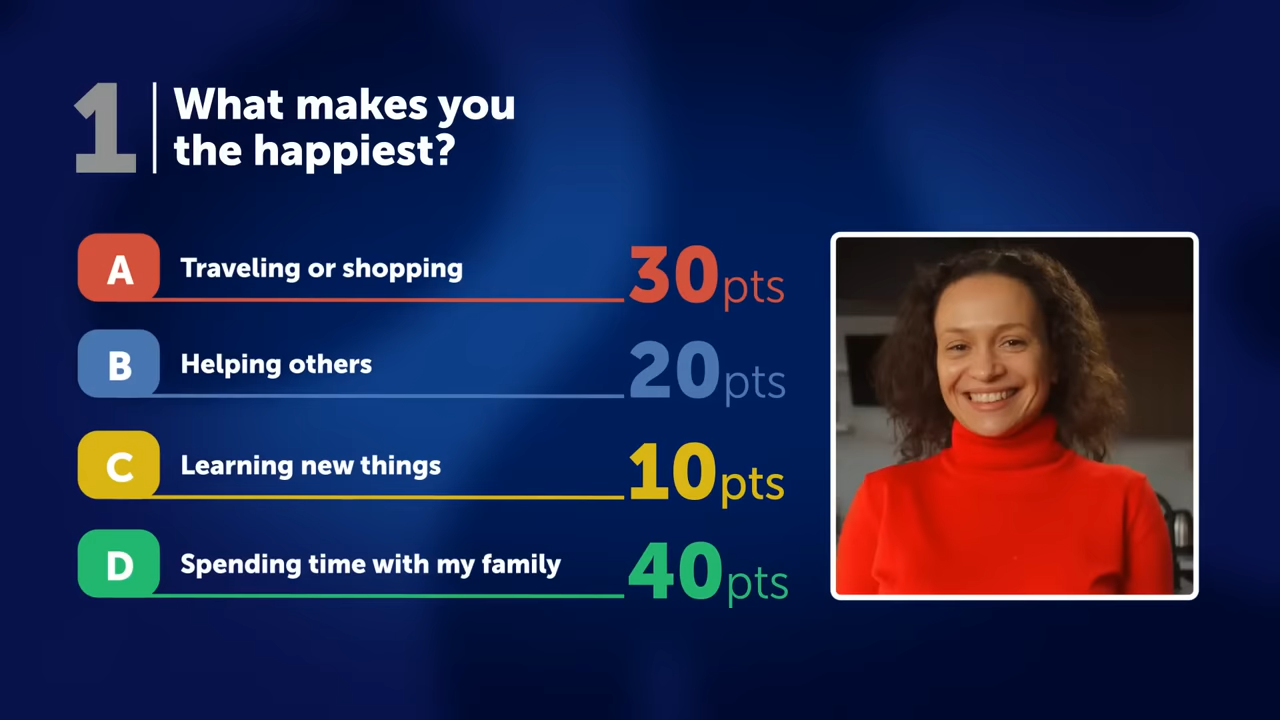 1
What makes you
the happiest?
A Traveling or shopping 30pts
B Helping others 20pts
C Learning new things 10pts
D Spending time with my family 40pts